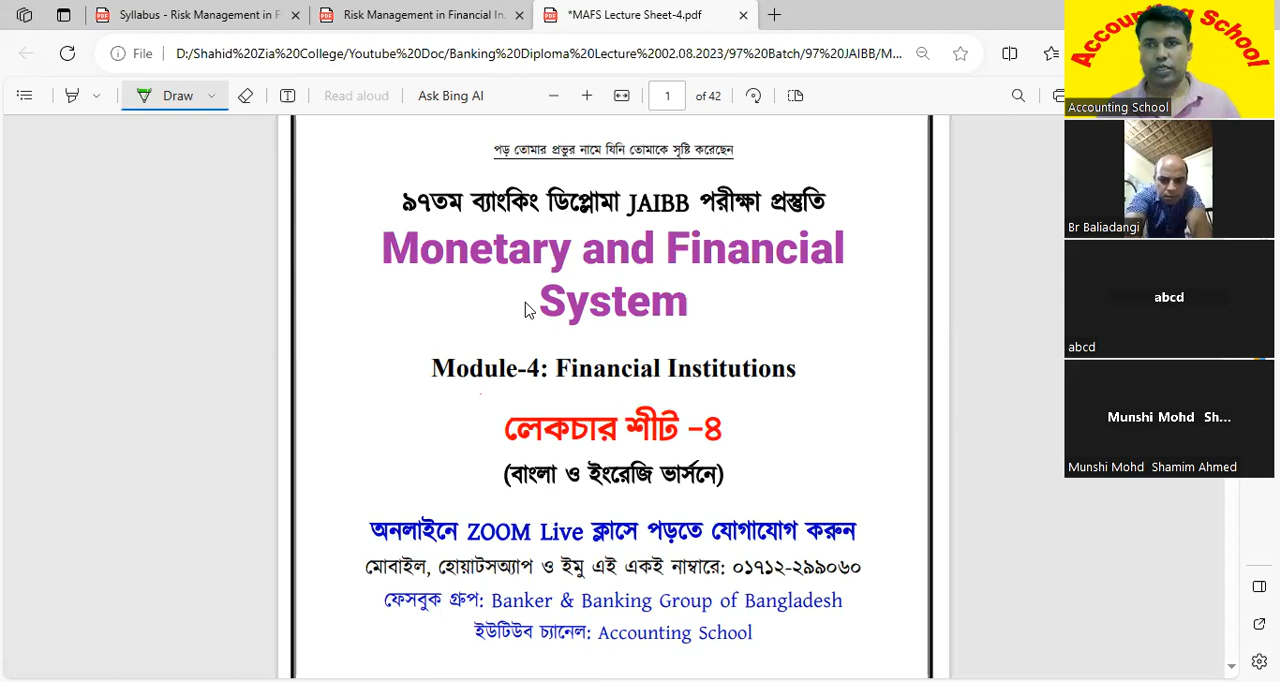 Syllabus - Risk Management in F
Risk Management in Financial In.
*MAFS Lecture Sheet-4.pdf
File
D:/Shahid%20Zia%20College/Youtube%20Doc/Banking%20Diploma%20Lecture%2002.08.2023/97%20Batch/97%20JAIBB/M...
Draw
Read aloud
Ask Bing AI
1
of 42
পড় তোমার প্রভুর নামে যিনি তোমাকে সৃষ্টি করেছেন
৯৭তম ব্যাংকিং ডিপ্লোমা JAIBB পরীক্ষা প্রস্তুতি
Monetary and Financial
System
Module-4: Financial Institutions
লেকচার শীট -৪
(বাংলা ও ইংরেজি ভার্সনে)
অনলাইনে ZOOM Live ক্লাসে পড়তে যোগাযোগ করুন
মোবাইল, হোয়াটসঅ্যাপ ও ইমু এই একই নাম্বারে: ০১৭১২-২৯৯০৬০
ফেসবুক গ্রুপ: Banker & Banking Group of Bangladesh
ইউটিউব চ্যানেল: Accounting School
Accounting School
Accounting School
Br Baliadangi
abcd
abcd
Munshi Mohd Sh...
Munshi Mohd Shamim Ahmed